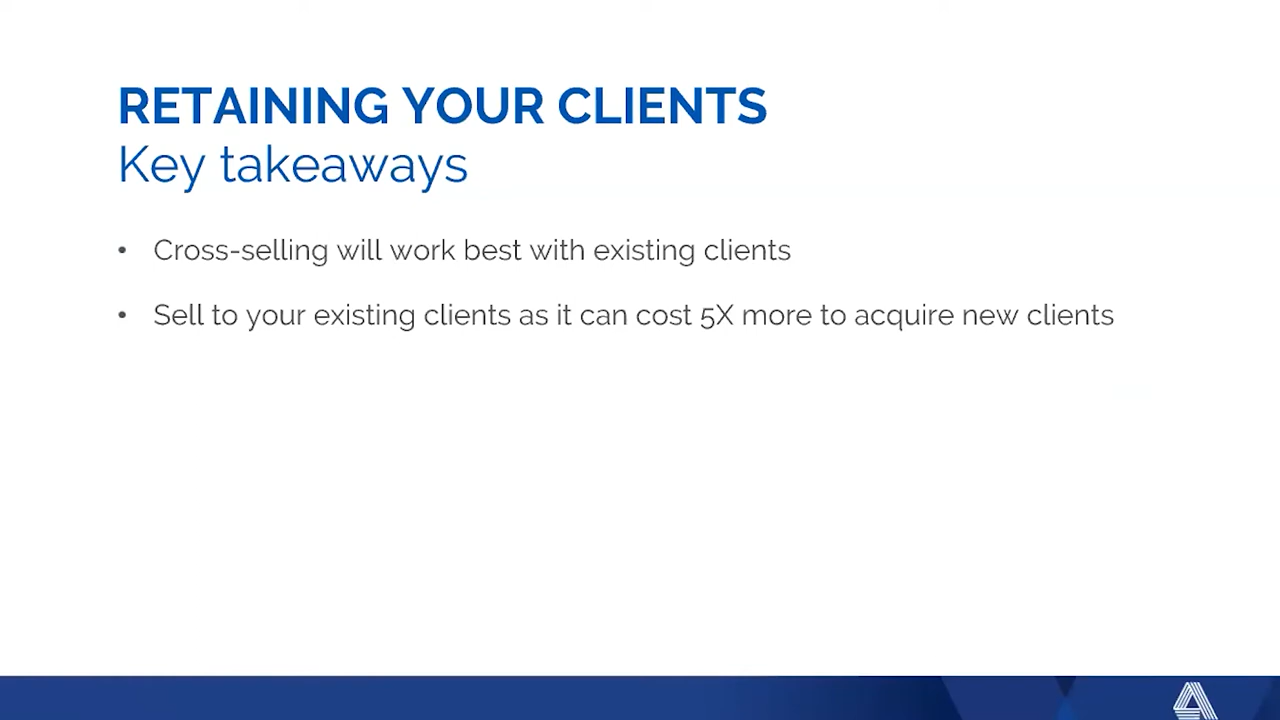 RETAINING YOUR CLIENTS
Key takeaways
• Cross-selling will work best with existing clients
• Sell to your existing clients as it can cost 5X more to acquire new clients